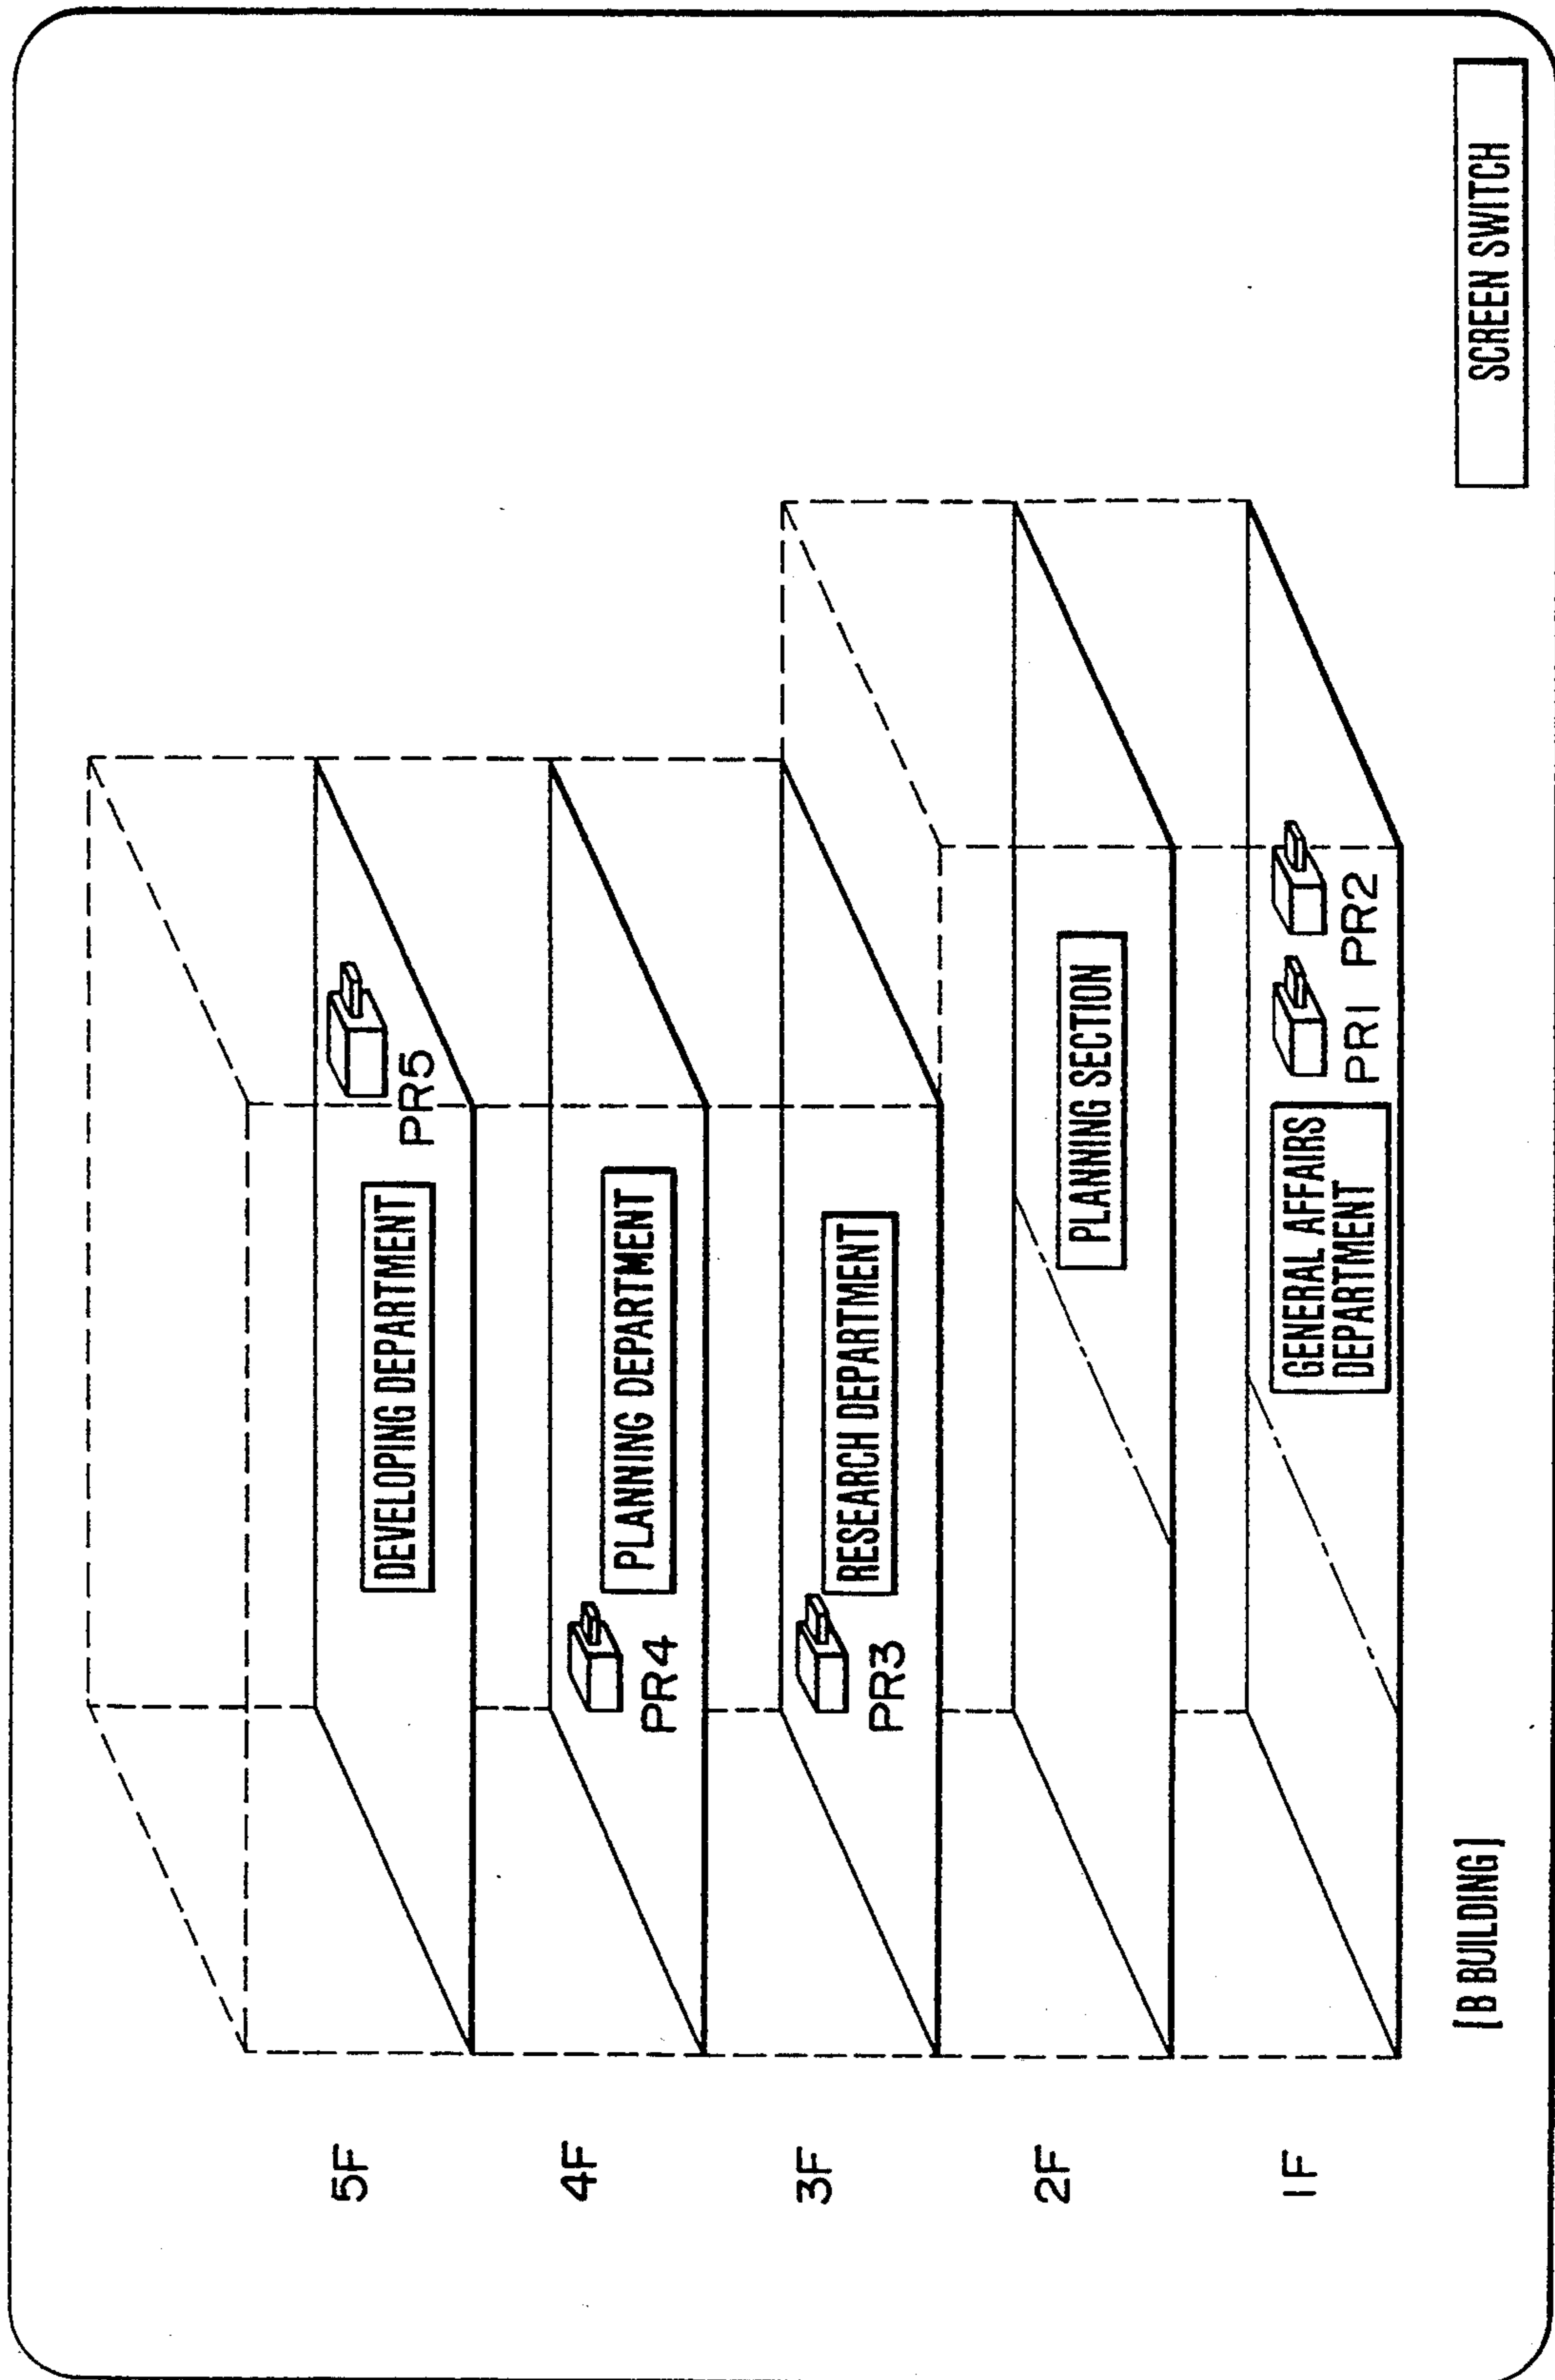 5F
DEVELOPING DEPARTMENT
PR5
4F
PR4
PLANNING DEPARTMENT
3F
PR3
RESEARCH DEPARTMENT
2F
PLANNING SECTION
1F
GENERAL AFFAIRS
DEPARTMENT
PR1
PR2
[B BUILDING]
SCREEN SWITCH